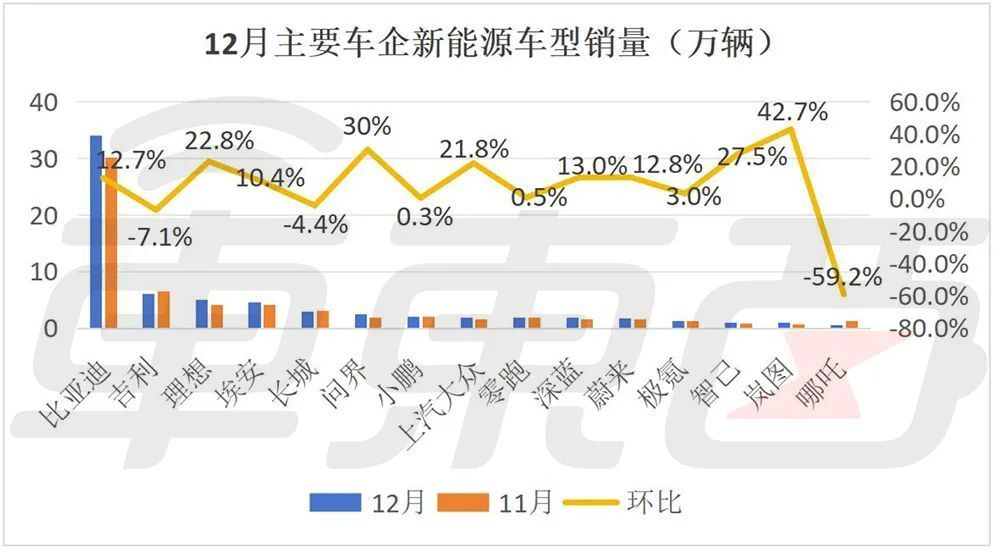 12月主要车企新能源车型销量（万辆）
40
30
20
10
0
60.0%
40.0%
20.0%
0.0%
-20.0%
-40.0%
-60.0%
-80.0%
12.7%
-7.1%
22.8%
10.4%
-4.4%
30%
0.3%
21.8%
0.5%
13.0%
12.8%
3.0%
27.5%
42.7%
-59.2%
比亚迪
吉利
理想
埃安
长城
问界
小鹏
上汽大众
零跑
深蓝
蔚来
极氪
智己
岚图
哪吒
12月
11月
环比